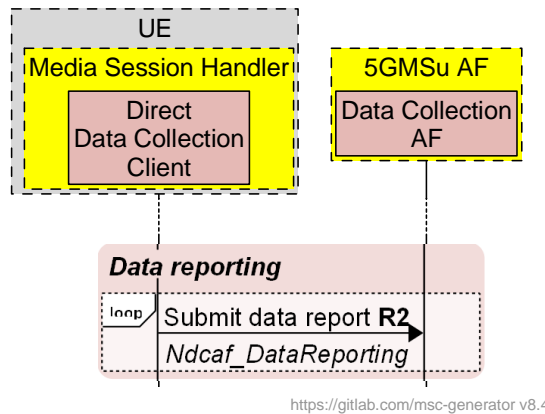 UE
Media Session Handler
5GMSu AF
Direct
Data Collection
Client
Data Collection
AF
Data reporting
loop
Submit data report R2
Ndcaf_DataReporting
https://gitlab.com/msc-generator v8.4